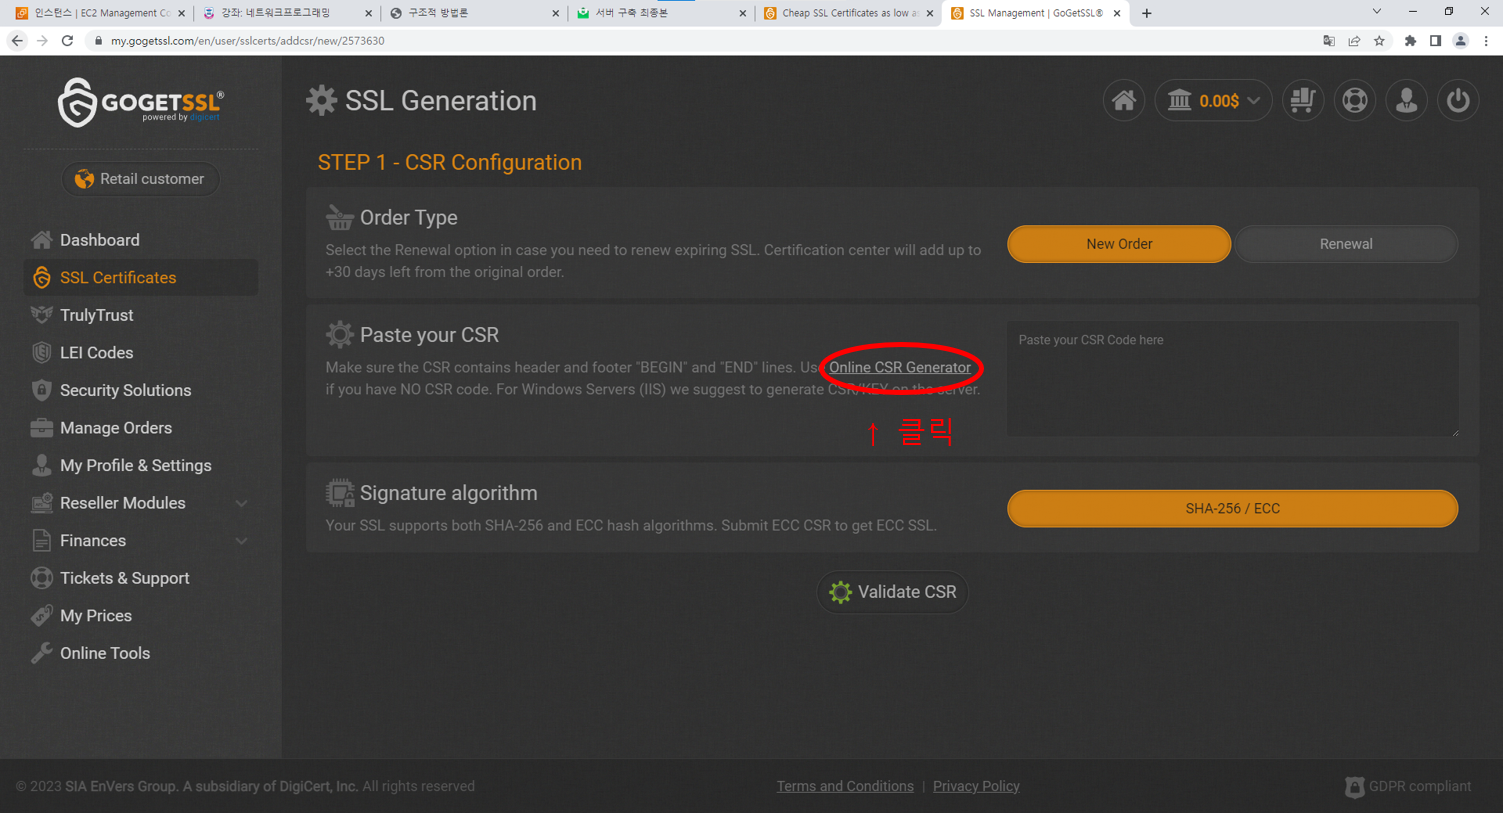 인스턴스 | EC2 Management Co
강좌: 네트워크프로그래밍
구조적 방법론
서버 구축 최종본
Cheap SSL Certificates as low as
SSL Management | GoGetSSL®
my.gogetssl.com/en/user/sslcerts/addcsr/new/2573630
GOGETSSL®
powered by digicert
SSL Generation
0.00$
STEP 1 - CSR Configuration
Retail customer
Order Type
Select the Renewal option in case you need to renew expiring SSL. Certification center will add up to
+30 days left from the original order.
New Order
Renewal
Dashboard
SSL Certificates
TrulyTrust
LEI Codes
Security Solutions
Manage Orders
My Profile & Settings
Reseller Modules
Finances
Tickets & Support
My Prices
Online Tools
Paste your CSR
Make sure the CSR contains header and footer "BEGIN" and "END" lines. Use Online CSR Generator
if you have NO CSR code. For Windows Servers (IIS) we suggest to generate CSR/KEY on the server.
Paste your CSR Code here
↑ 클릭
Signature algorithm
Your SSL supports both SHA-256 and ECC hash algorithms. Submit ECC CSR to get ECC SSL.
SHA-256 / ECC
Validate CSR
© 2023 SIA EnVers Group. A subsidiary of DigiCert, Inc. All rights reserved
Terms and Conditions | Privacy Policy
GDPR compliant